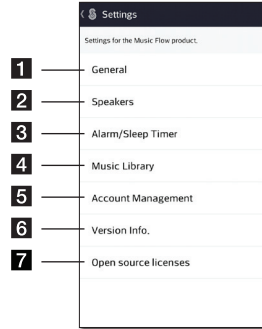 Settings
Settings for the Music Flow product.
1 General
2 Speakers
3 Alarm/Sleep Timer
4 Music Library
5 Account Management
6 Version Info.
7 Open source licenses